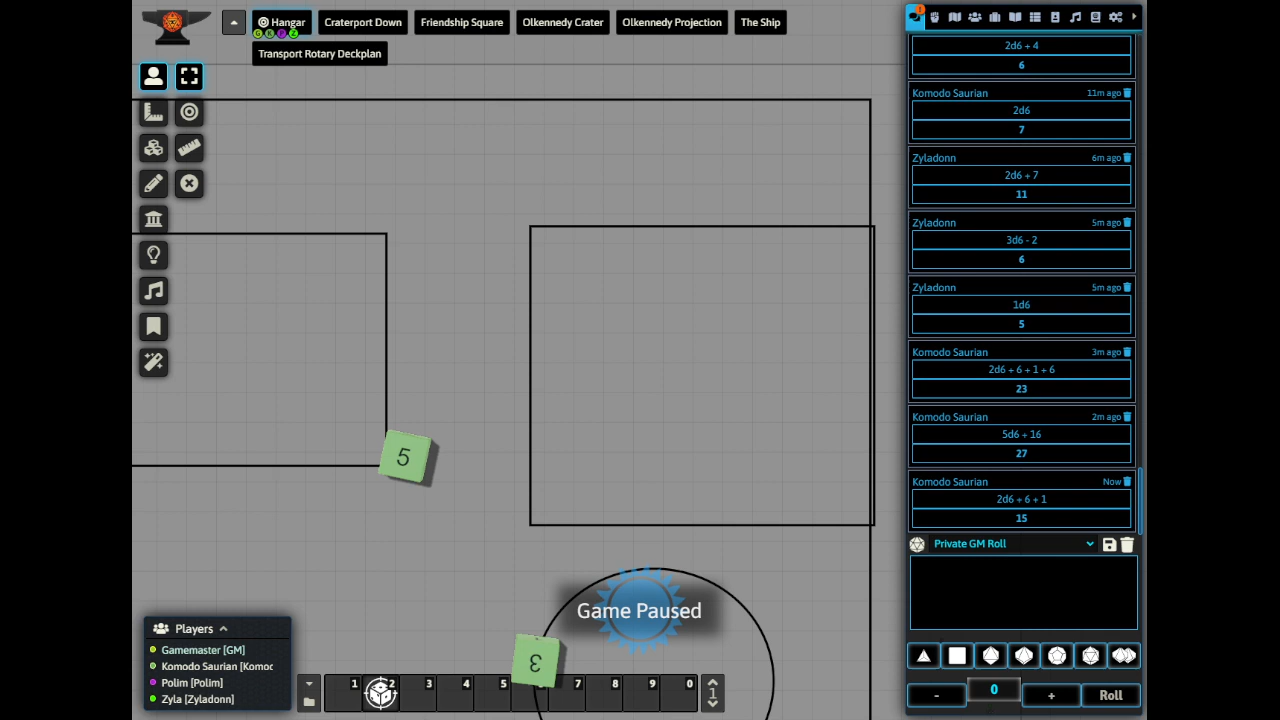 Hangar
Craterport Down
Friendship Square
Olkennedy Crater
Olkennedy Projection
The Ship
G K P Z
Transport Rotary Deckplan
2d6 + 4
6
Komodo Saurian 11m ago
2d6
7
Zyladonn 6m ago
2d6 + 7
11
Zyladonn 5m ago
3d6 - 2
6
Zyladonn 5m ago
1d6
5
Komodo Saurian 3m ago
2d6 + 6 + 1 + 6
23
Komodo Saurian 2m ago
5d6 + 16
27
Komodo Saurian Now
2d6 + 6 + 1
15
Private GM Roll
- 0 + Roll
5
Game Paused
3
Players
Gamemaster [GM]
Komodo Saurian [Komoc
Polim [Polim]
Zyla [Zyladonn]
1 2 3 4 5 7 8 9 0
1